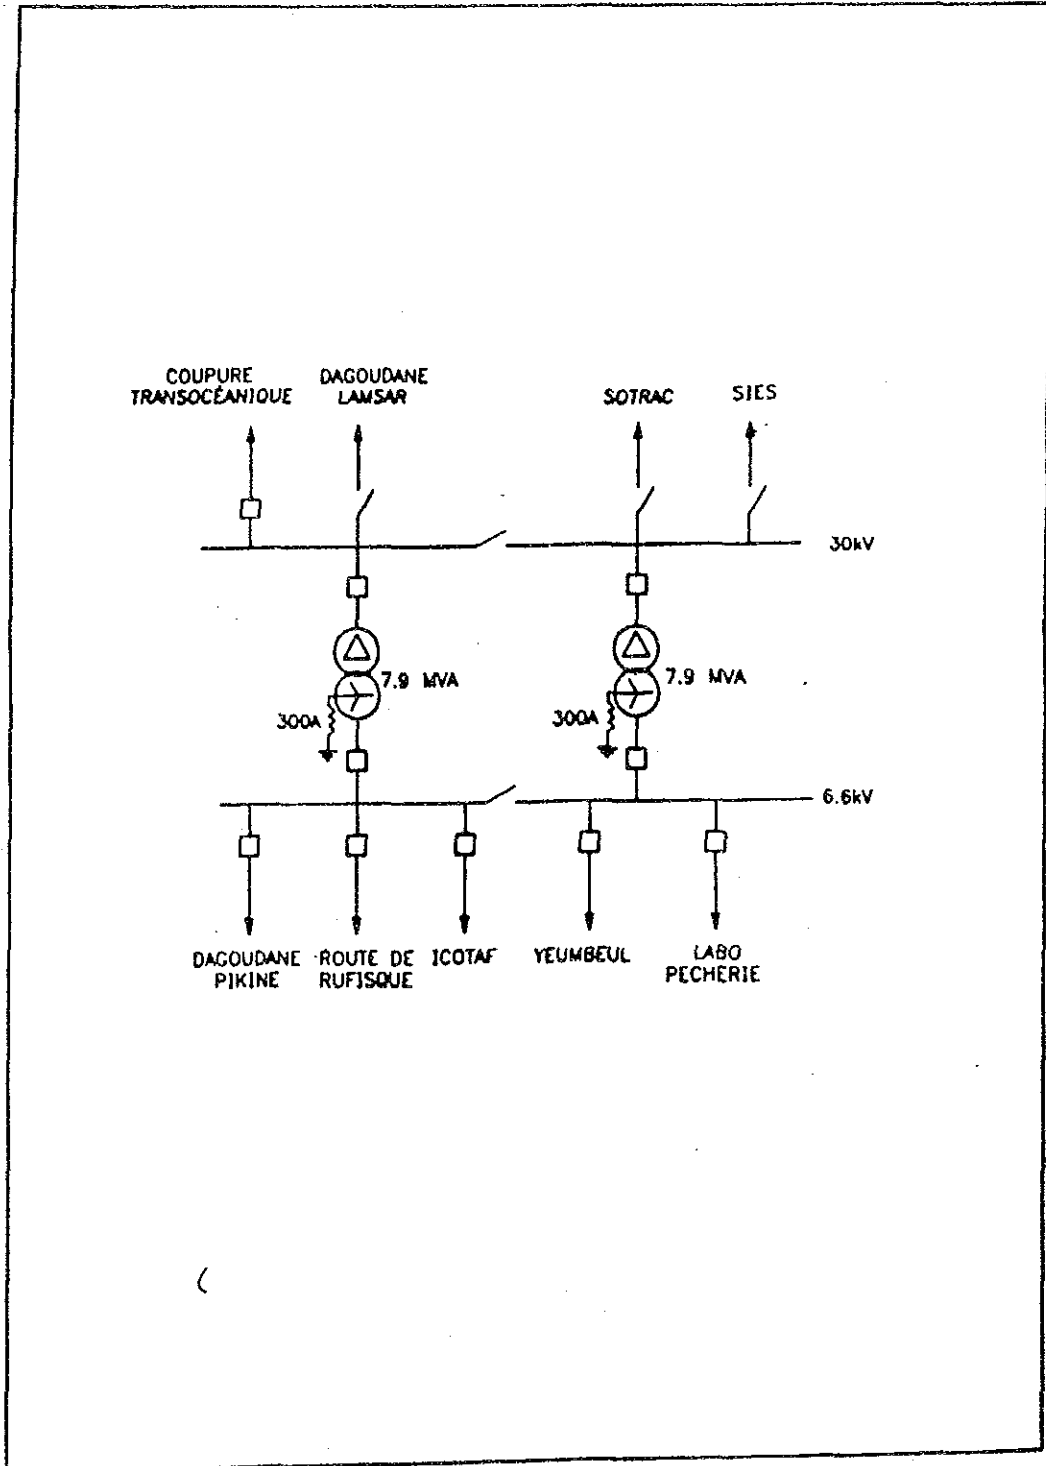 COUPURE
TRANSOCÉANIQUE
DAGOUDANE
LAMSAR
SOTRAC
SIES
30kV
7.9 MVA
7.9 MVA
300A
300A
6.6kV
DAGOUDANE
PIKINE
ROUTE DE
RUFISQUE
ICOTAF
YEUMBEUL
LABO
PECHERIE